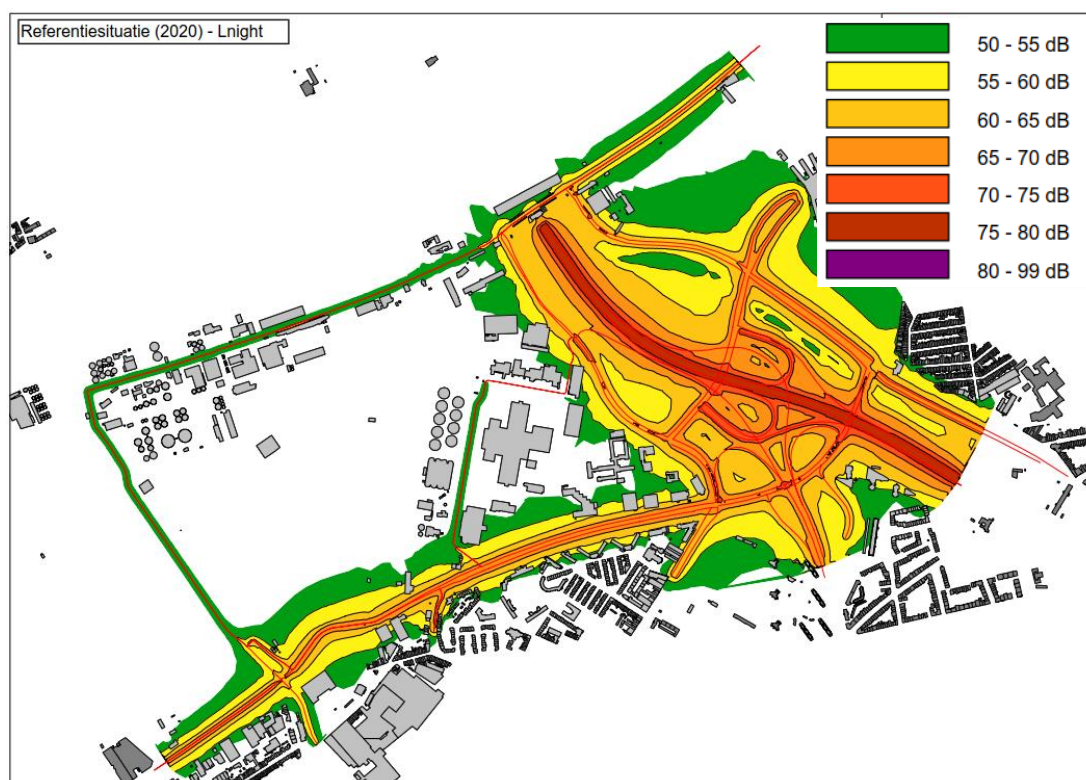 Referentiesituatie (2020) - Lnight
50 - 55 dB
55 - 60 dB
60 - 65 dB
65 - 70 dB
70 - 75 dB
75 - 80 dB
80 - 99 dB